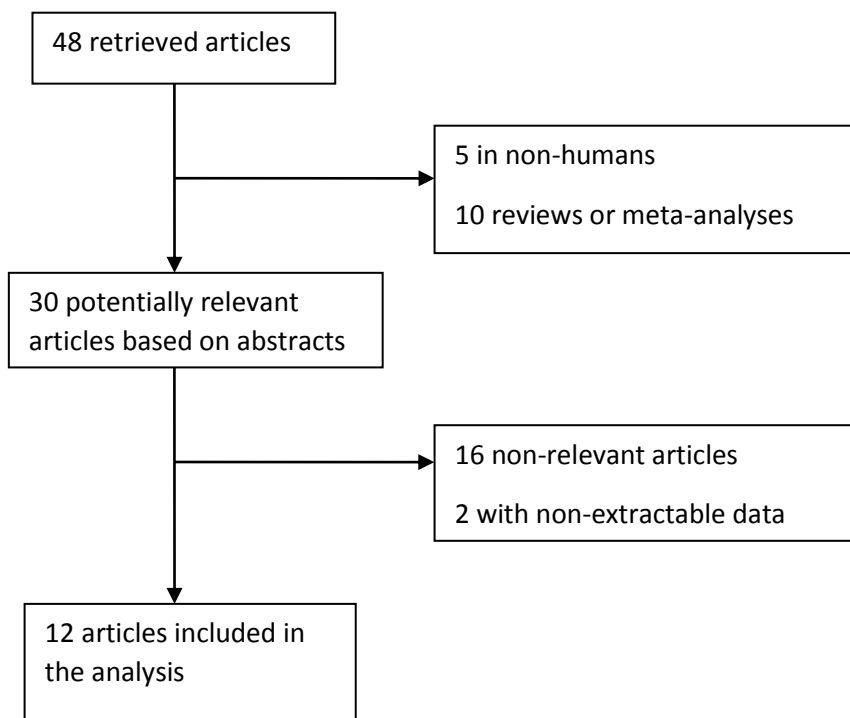 48 retrieved articles
5 in non-humans
10 reviews or meta-analyses
30 potentially relevant
articles based on abstracts
16 non-relevant articles
2 with non-extractable data
12 articles included in
the analysis